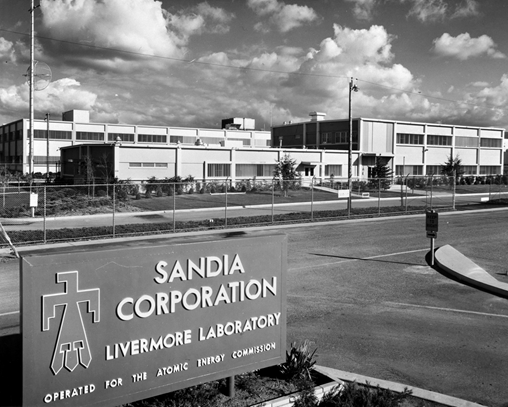 SANDIA
CORPORATION
LIVERMORE LABORATORY
OPERATED FOR THE ATOMIC ENERGY COMMISSION